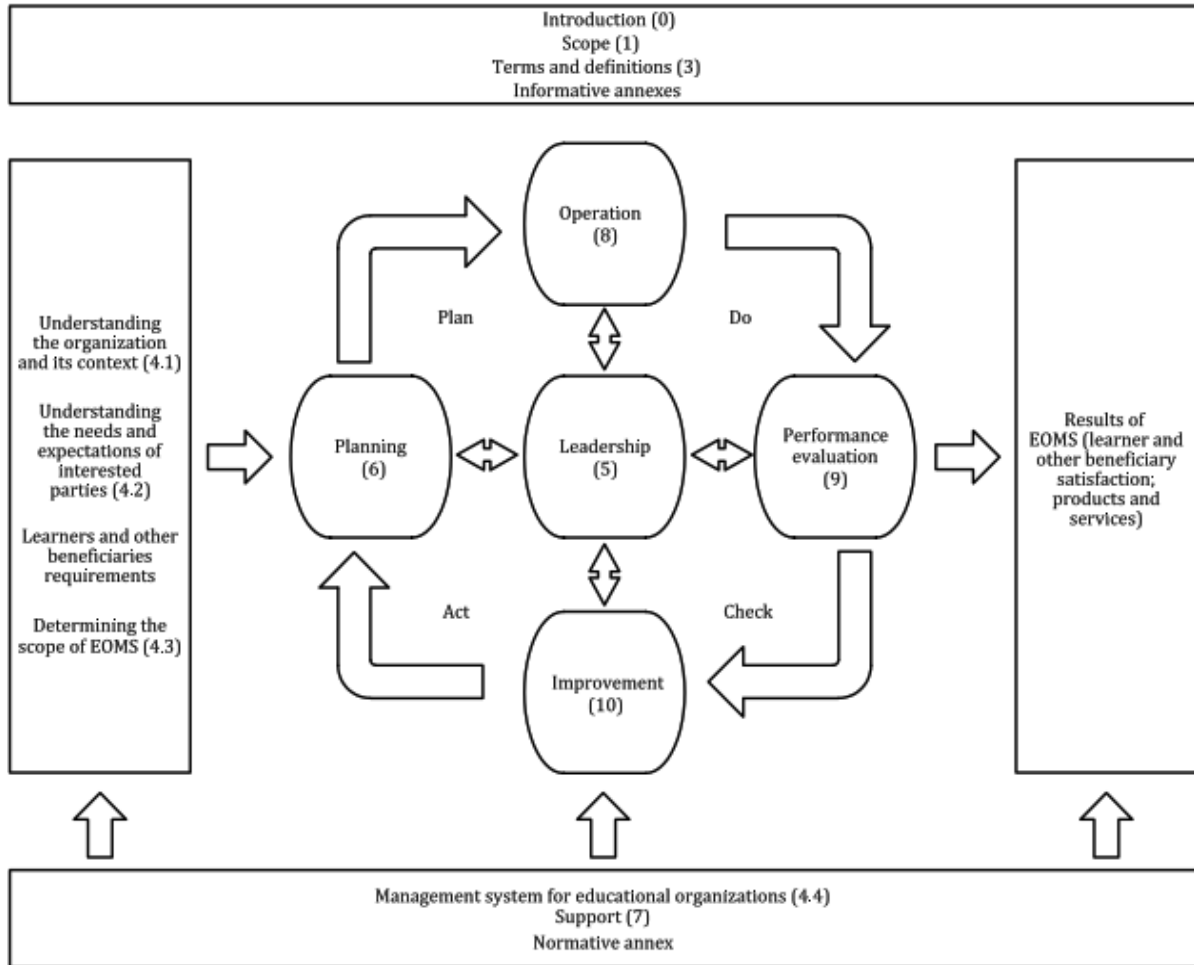 Introduction (0)
Scope (1)
Terms and definitions (3)
Informative annexes
Understanding
the organization
and its context (4.1)
Understanding
the needs and
expectations of
interested
parties (4.2)
Learners and other
beneficiaries
requirements
Determining the
scope of EOMS (4.3)
Operation
(8)
Plan
Do
Planning
(6)
Leadership
(5)
Performance
evaluation
(9)
Act
Check
Improvement
(10)
Results of
EOMS (learner and
other beneficiary
satisfaction;
products and
services)
Management system for educational organizations (4.4)
Support (7)
Normative annex